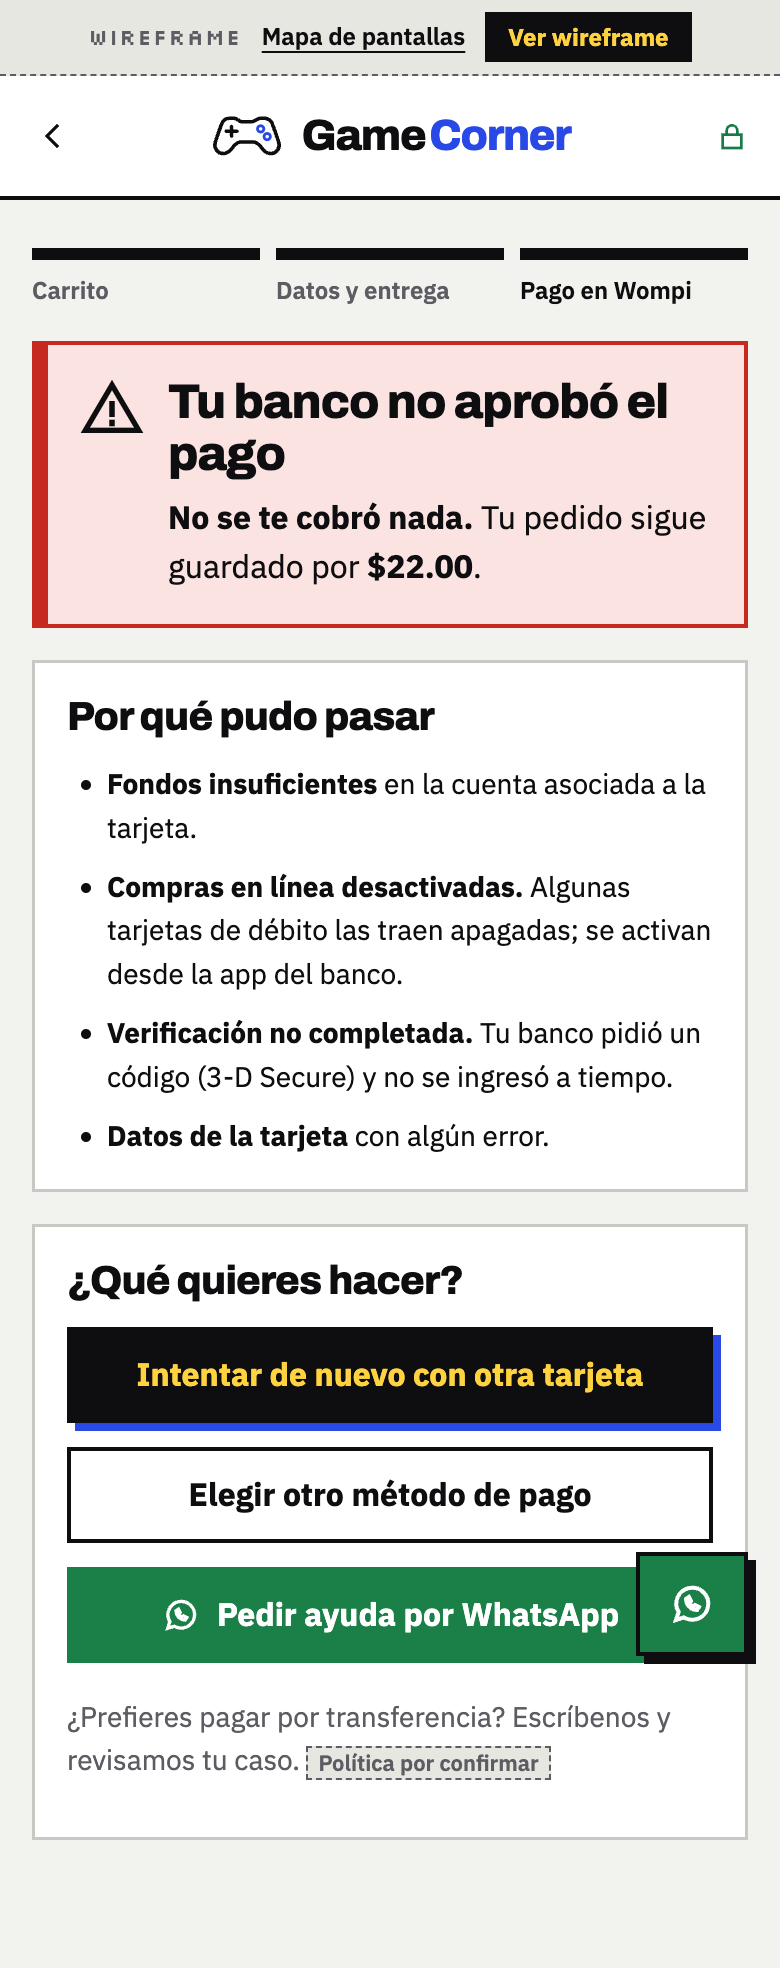 WIREFRAME Mapa de pantallas Ver wireframe
GameCorner
Carrito Datos y entrega Pago en Wompi
Tu banco no aprobó el
pago
No se te cobró nada. Tu pedido sigue
guardado por $22.00.
Por qué pudo pasar
• Fondos insuficientes en la cuenta asociada a la
tarjeta.
• Compras en línea desactivadas. Algunas
tarjetas de débito las traen apagadas; se activan
desde la app del banco.
• Verificación no completada. Tu banco pidió un
código (3-D Secure) y no se ingresó a tiempo.
• Datos de la tarjeta con algún error.
¿Qué quieres hacer?
Intentar de nuevo con otra tarjeta
Elegir otro método de pago
Pedir ayuda por WhatsApp
¿Prefieres pagar por transferencia? Escríbenos y
revisamos tu caso. Política por confirmar